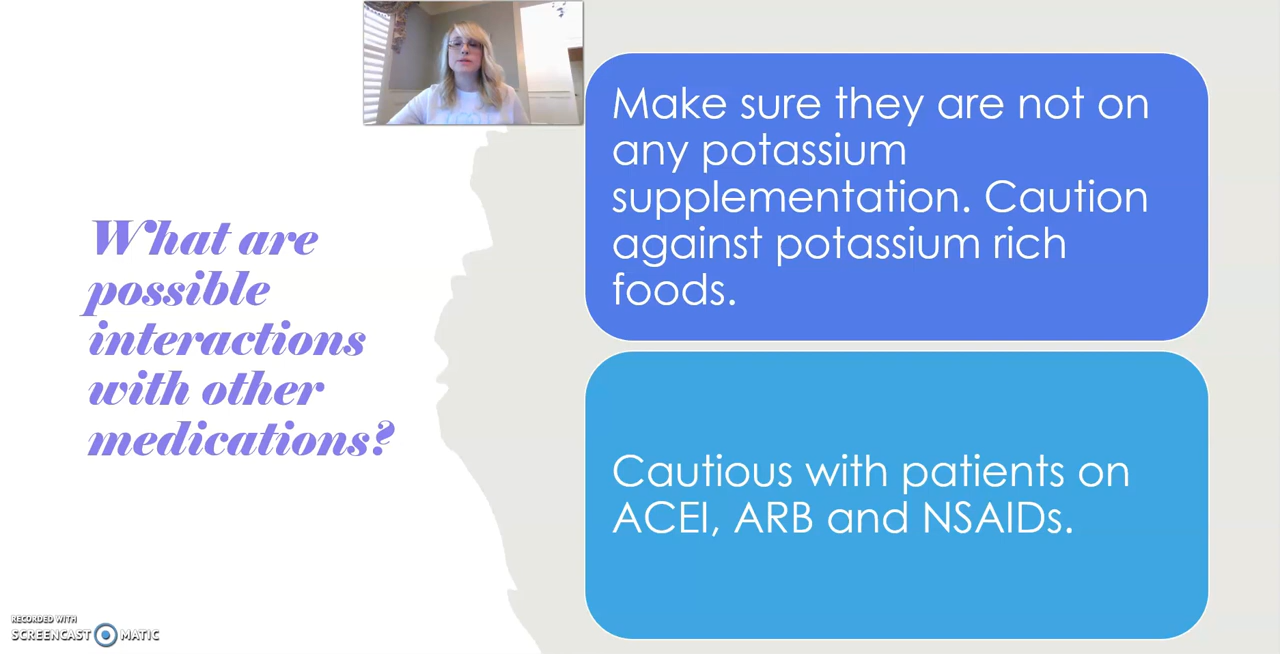 What are
possible
interactions
with other
medications?
Make sure they are not on
any potassium
supplementation. Caution
against potassium rich
foods.
Cautious with patients on
ACEI, ARB and NSAIDs.
RECORDED WITH
SCREENCAST MATIC